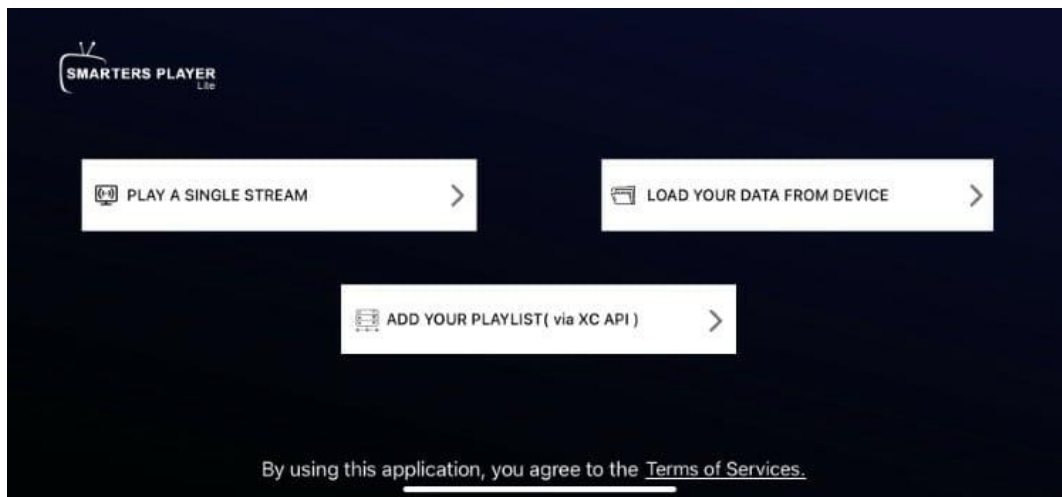 SMARTERS PLAYER
Lite
PLAY A SINGLE STREAM
LOAD YOUR DATA FROM DEVICE
ADD YOUR PLAYLIST( via XC API )
By using this application, you agree to the Terms of Services.